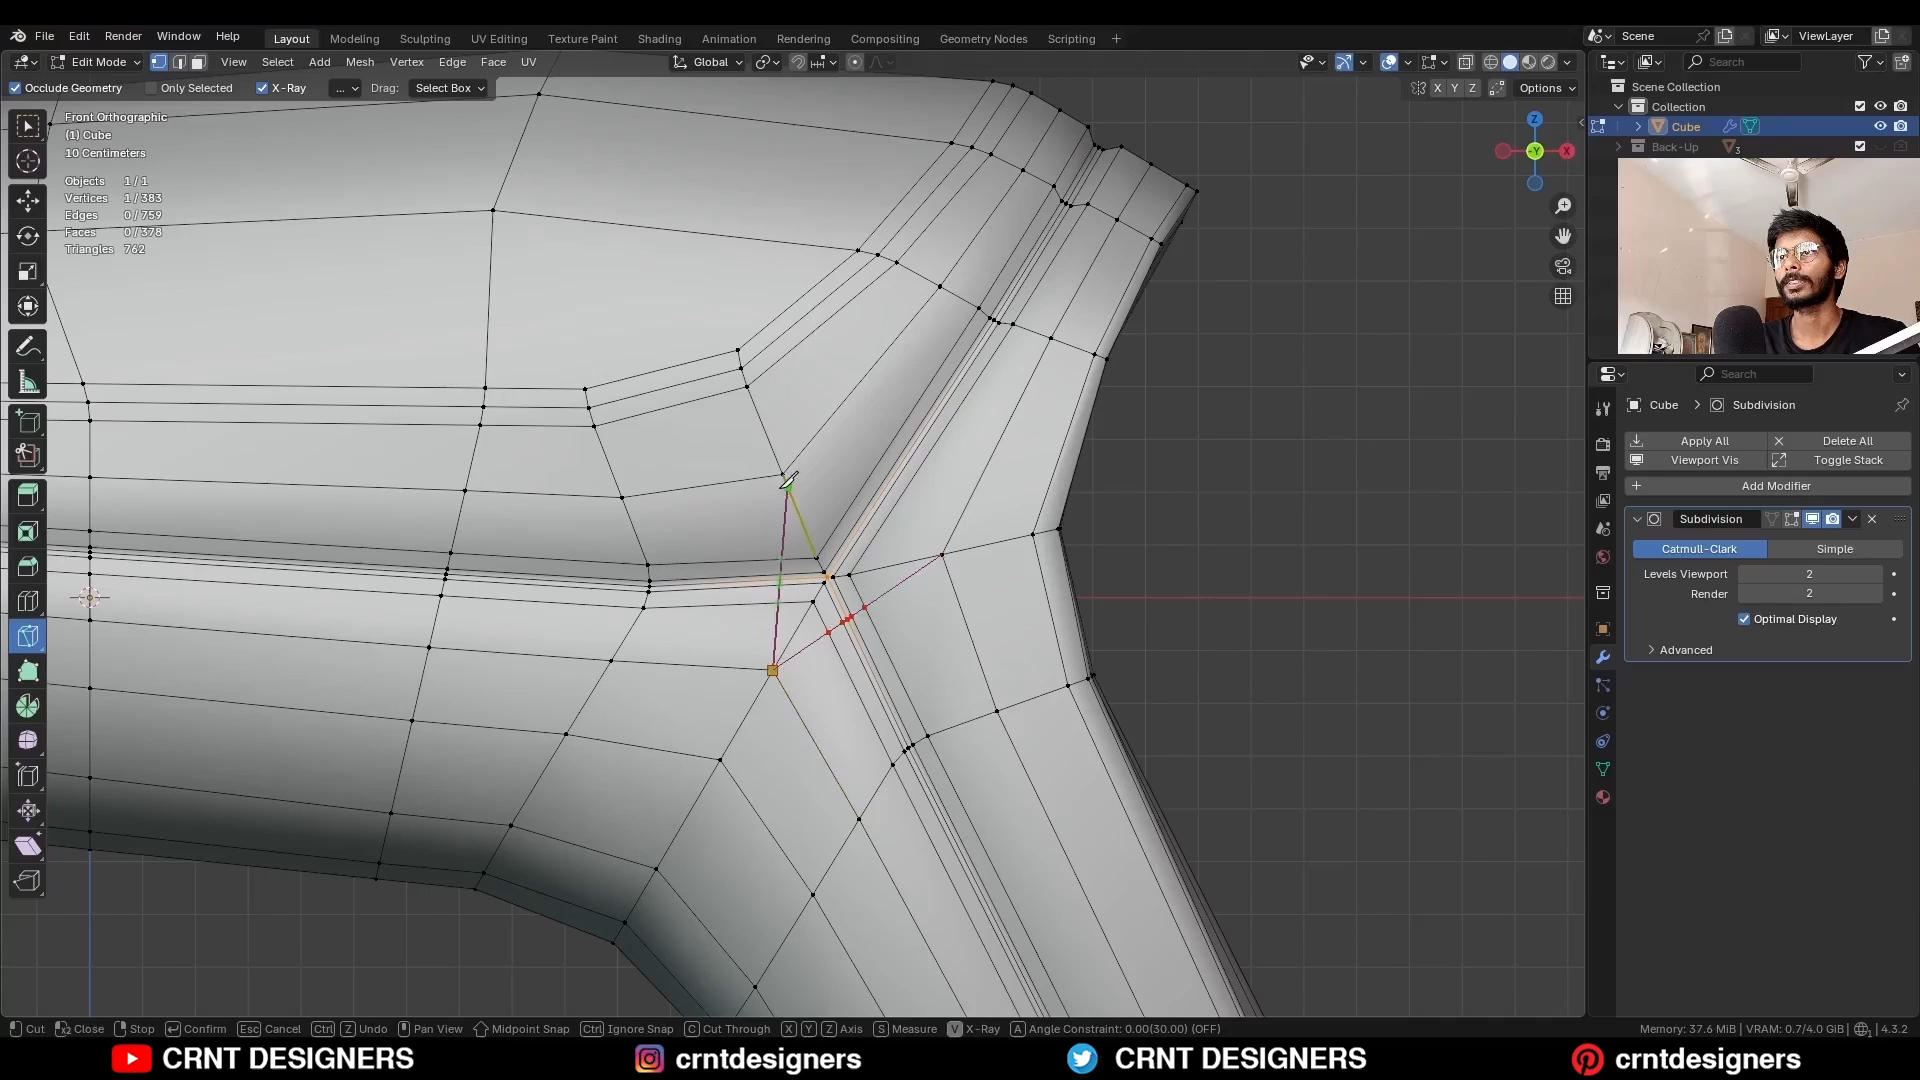 File Edit Render Window Help Layout Modeling Sculpting UV Editing Texture Paint Shading Animation Rendering Compositing Geometry Nodes Scripting + Scene ViewLayer
Edit Mode View Select Add Mesh Vertex Edge Face UV Global Search
Occlude Geometry Only Selected X-Ray ... Drag: Select Box X Y Z Options
Scene Collection
Collection
Cube
Back-Up 3
Front Orthographic
(1) Cube
10 Centimeters
Objects 1 / 1
Vertices 1 / 383
Edges 0 / 759
Faces 0 / 378
Triangles 762
Z
-Y X
Search
Cube > Subdivision
Apply All Delete All
Viewport Vis Toggle Stack
+ Add Modifier
Subdivision
Catmull-Clark Simple
Levels Viewport 2
Render 2
Optimal Display
Advanced
Cut Close Stop Confirm Esc Cancel Ctrl Z Undo Pan View Midpoint Snap Ctrl Ignore Snap C Cut Through X Y Z Axis S Measure V X-Ray A Angle Constraint: 0.00(30.00) (OFF) Memory: 37.6 MiB | VRAM: 0.7/4.0 GiB | 1 | 4.3.2
CRNT DESIGNERS crntdesigners CRNT DESIGNERS crntdesigners